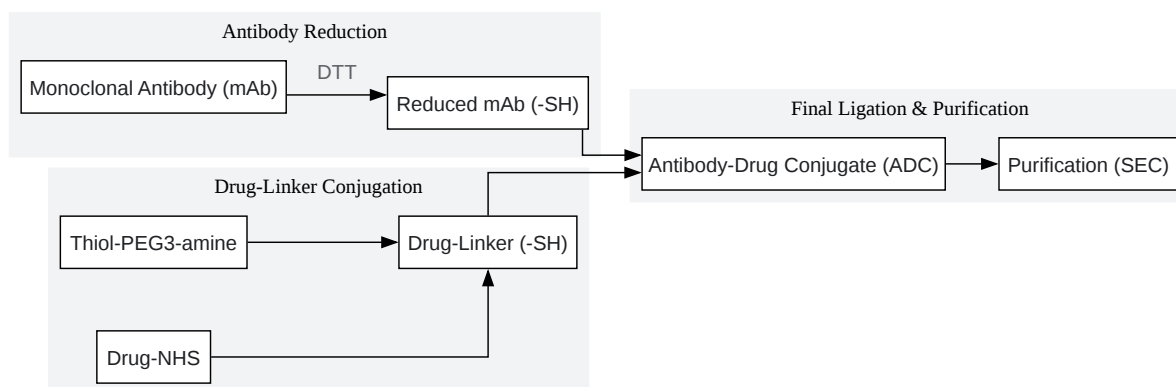 Antibody Reduction
Monoclonal Antibody (mAb)
DTT
Reduced mAb (-SH)
Final Ligation & Purification
Antibody-Drug Conjugate (ADC)
Purification (SEC)
Drug-Linker Conjugation
Thiol-PEG3-amine
Drug-Linker (-SH)
Drug-NHS